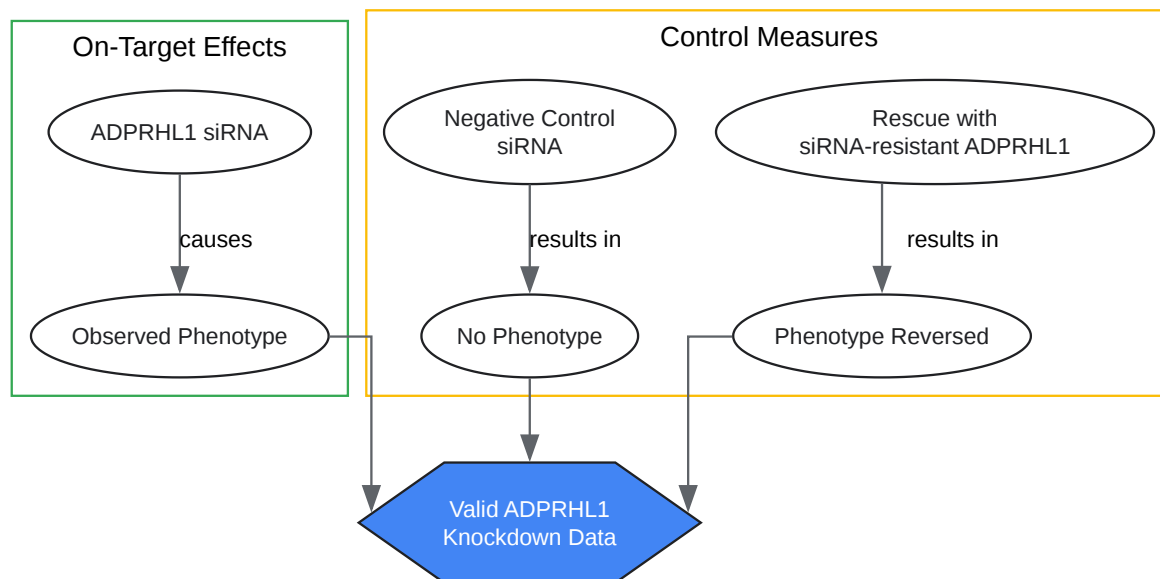 On-Target Effects
ADPRHL1 siRNA
causes
Observed Phenotype
Control Measures
Negative Control
siRNA
results in
No Phenotype
Rescue with
siRNA-resistant ADPRHL1
results in
Phenotype Reversed
Valid ADPRHL1
Knockdown Data